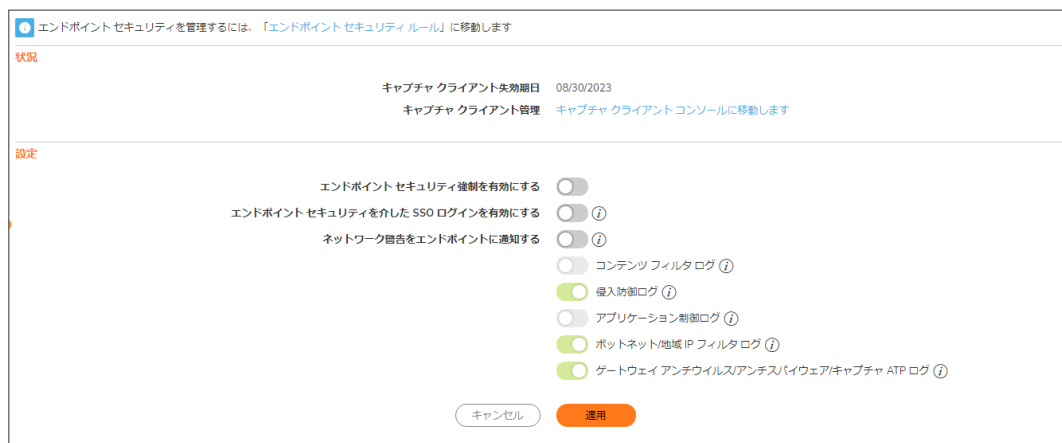 エンドポイント セキュリティを管理するには、「エンドポイント セキュリティ ルール」に移動します
状況
キャプチャ クライアント失効期日 08/30/2023
キャプチャ クライアント管理 キャプチャ クライアント コンソールに移動します
設定
エンドポイント セキュリティ強制を有効にする
エンドポイント セキュリティを介した SSO ログインを有効にする
ネットワーク警告をエンドポイントに通知する
コンテンツ フィルタ ログ
侵入防御ログ
アプリケーション制御ログ
ボットネット/地域 IP フィルタ ログ
ゲートウェイ アンチウイルス/アンチスパイウェア/キャプチャ ATP ログ
キャンセル 適用